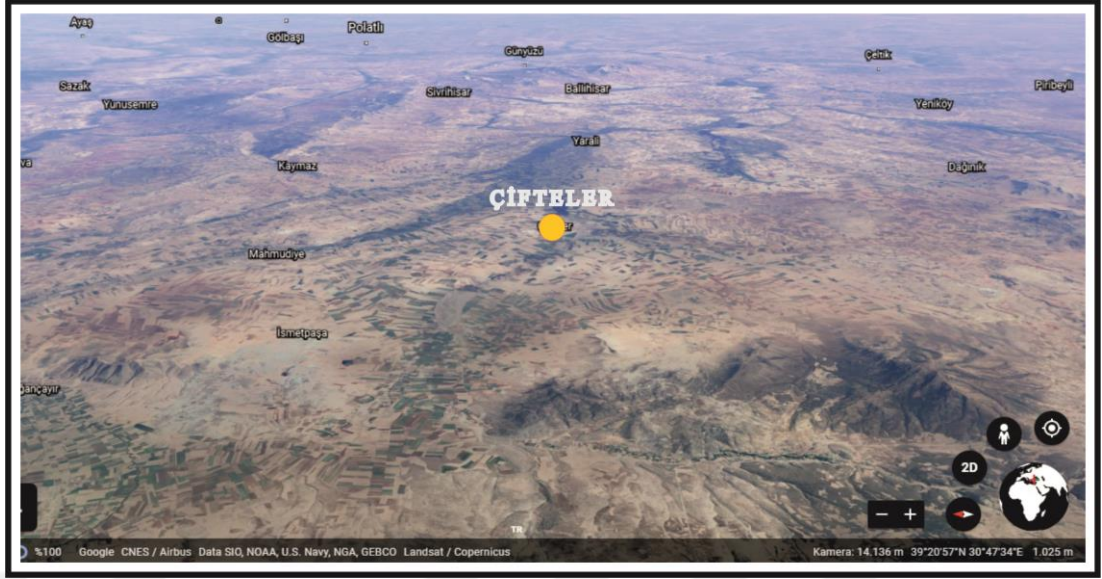 Ayaş
Polatlı
Gölbaşı
Günyüzü
Çeltik
Sazak
Sivrihisar
Ballıhisar
Piribeyli
Yunusemre
Yeniköy
Yaralı
va
Kaymaz
Dağınık
ÇİFTELER
Mahmudiye
İsmetpaşa
ğançayır
2D
TR
%100 Google CNES / Airbus Data SIO, NOAA, U.S. Navy, NGA, GEBCO Landsat / Copernicus Kamera: 14.136 m 39°20'57"N 30°47'34"E 1.025 m